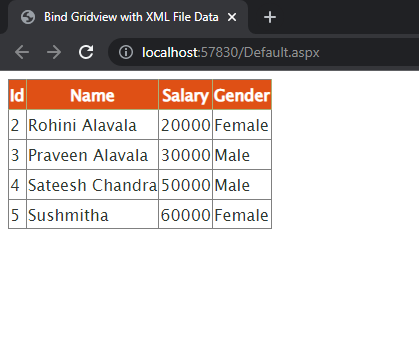 Bind Gridview with XML File Data
localhost:57830/Default.aspx
Id Name Salary Gender
2 Rohini Alavala 20000 Female
3 Praveen Alavala 30000 Male
4 Sateesh Chandra 50000 Male
5 Sushmitha 60000 Female